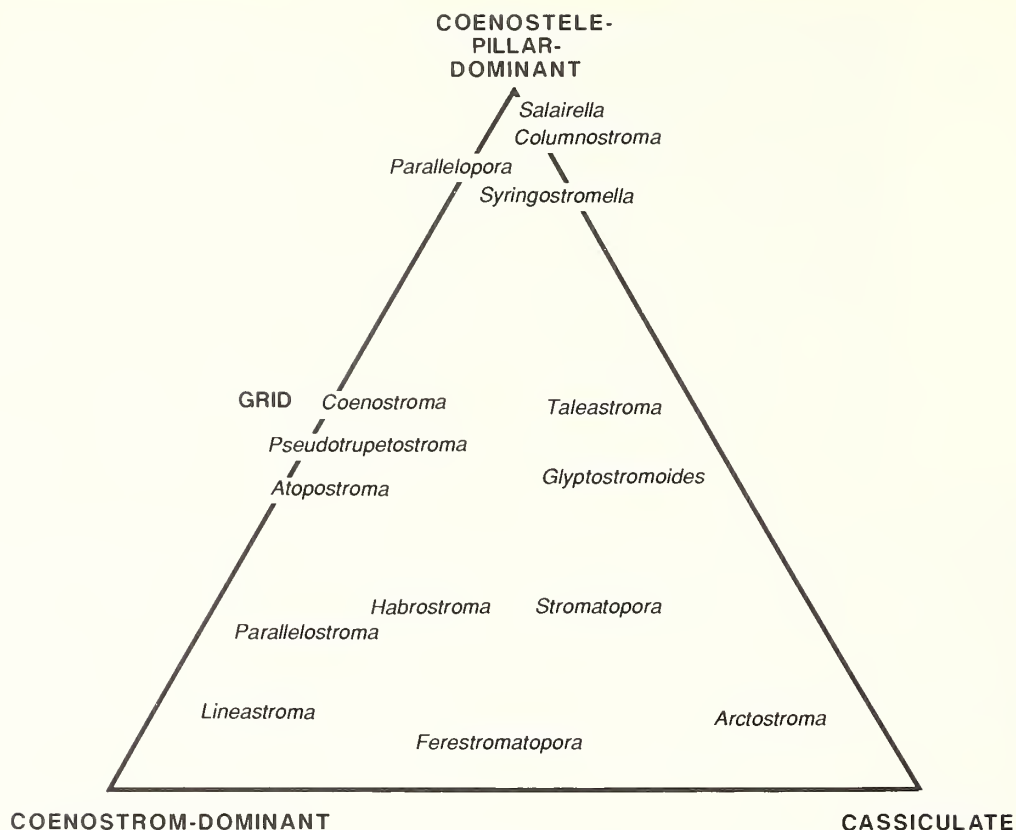 COENOSTELE-
PILLAR-
DOMINANT
Salairella
Columnostroma
Parallelopora
Syringostromella
GRID Coenostroma
Taleastroma
Pseudotrupetostroma
Glyptostromoides
Atopostroma
Habrostroma
Stromatopora
Parallelostroma
Lineastroma
Arctostroma
Ferestromatopora
COENOSTROM-DOMINANT
CASSICULATE